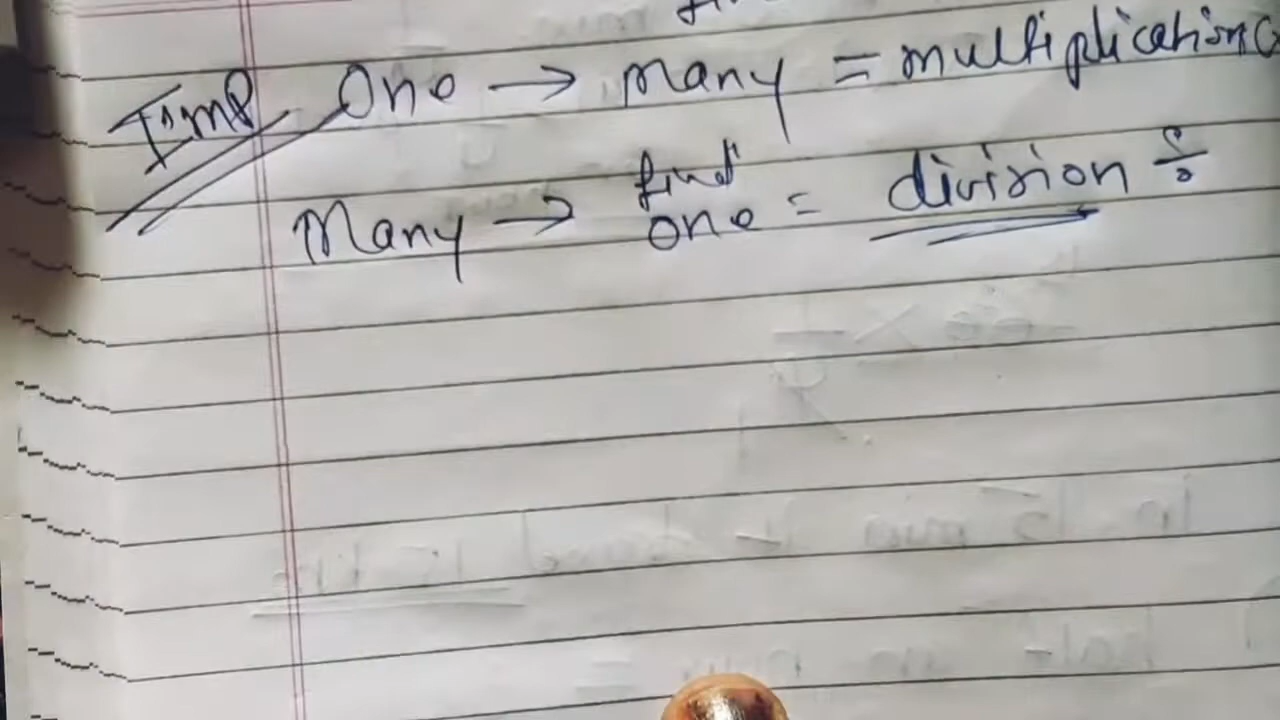 Imp One → many = multiplication (
Many → find one = division ÷